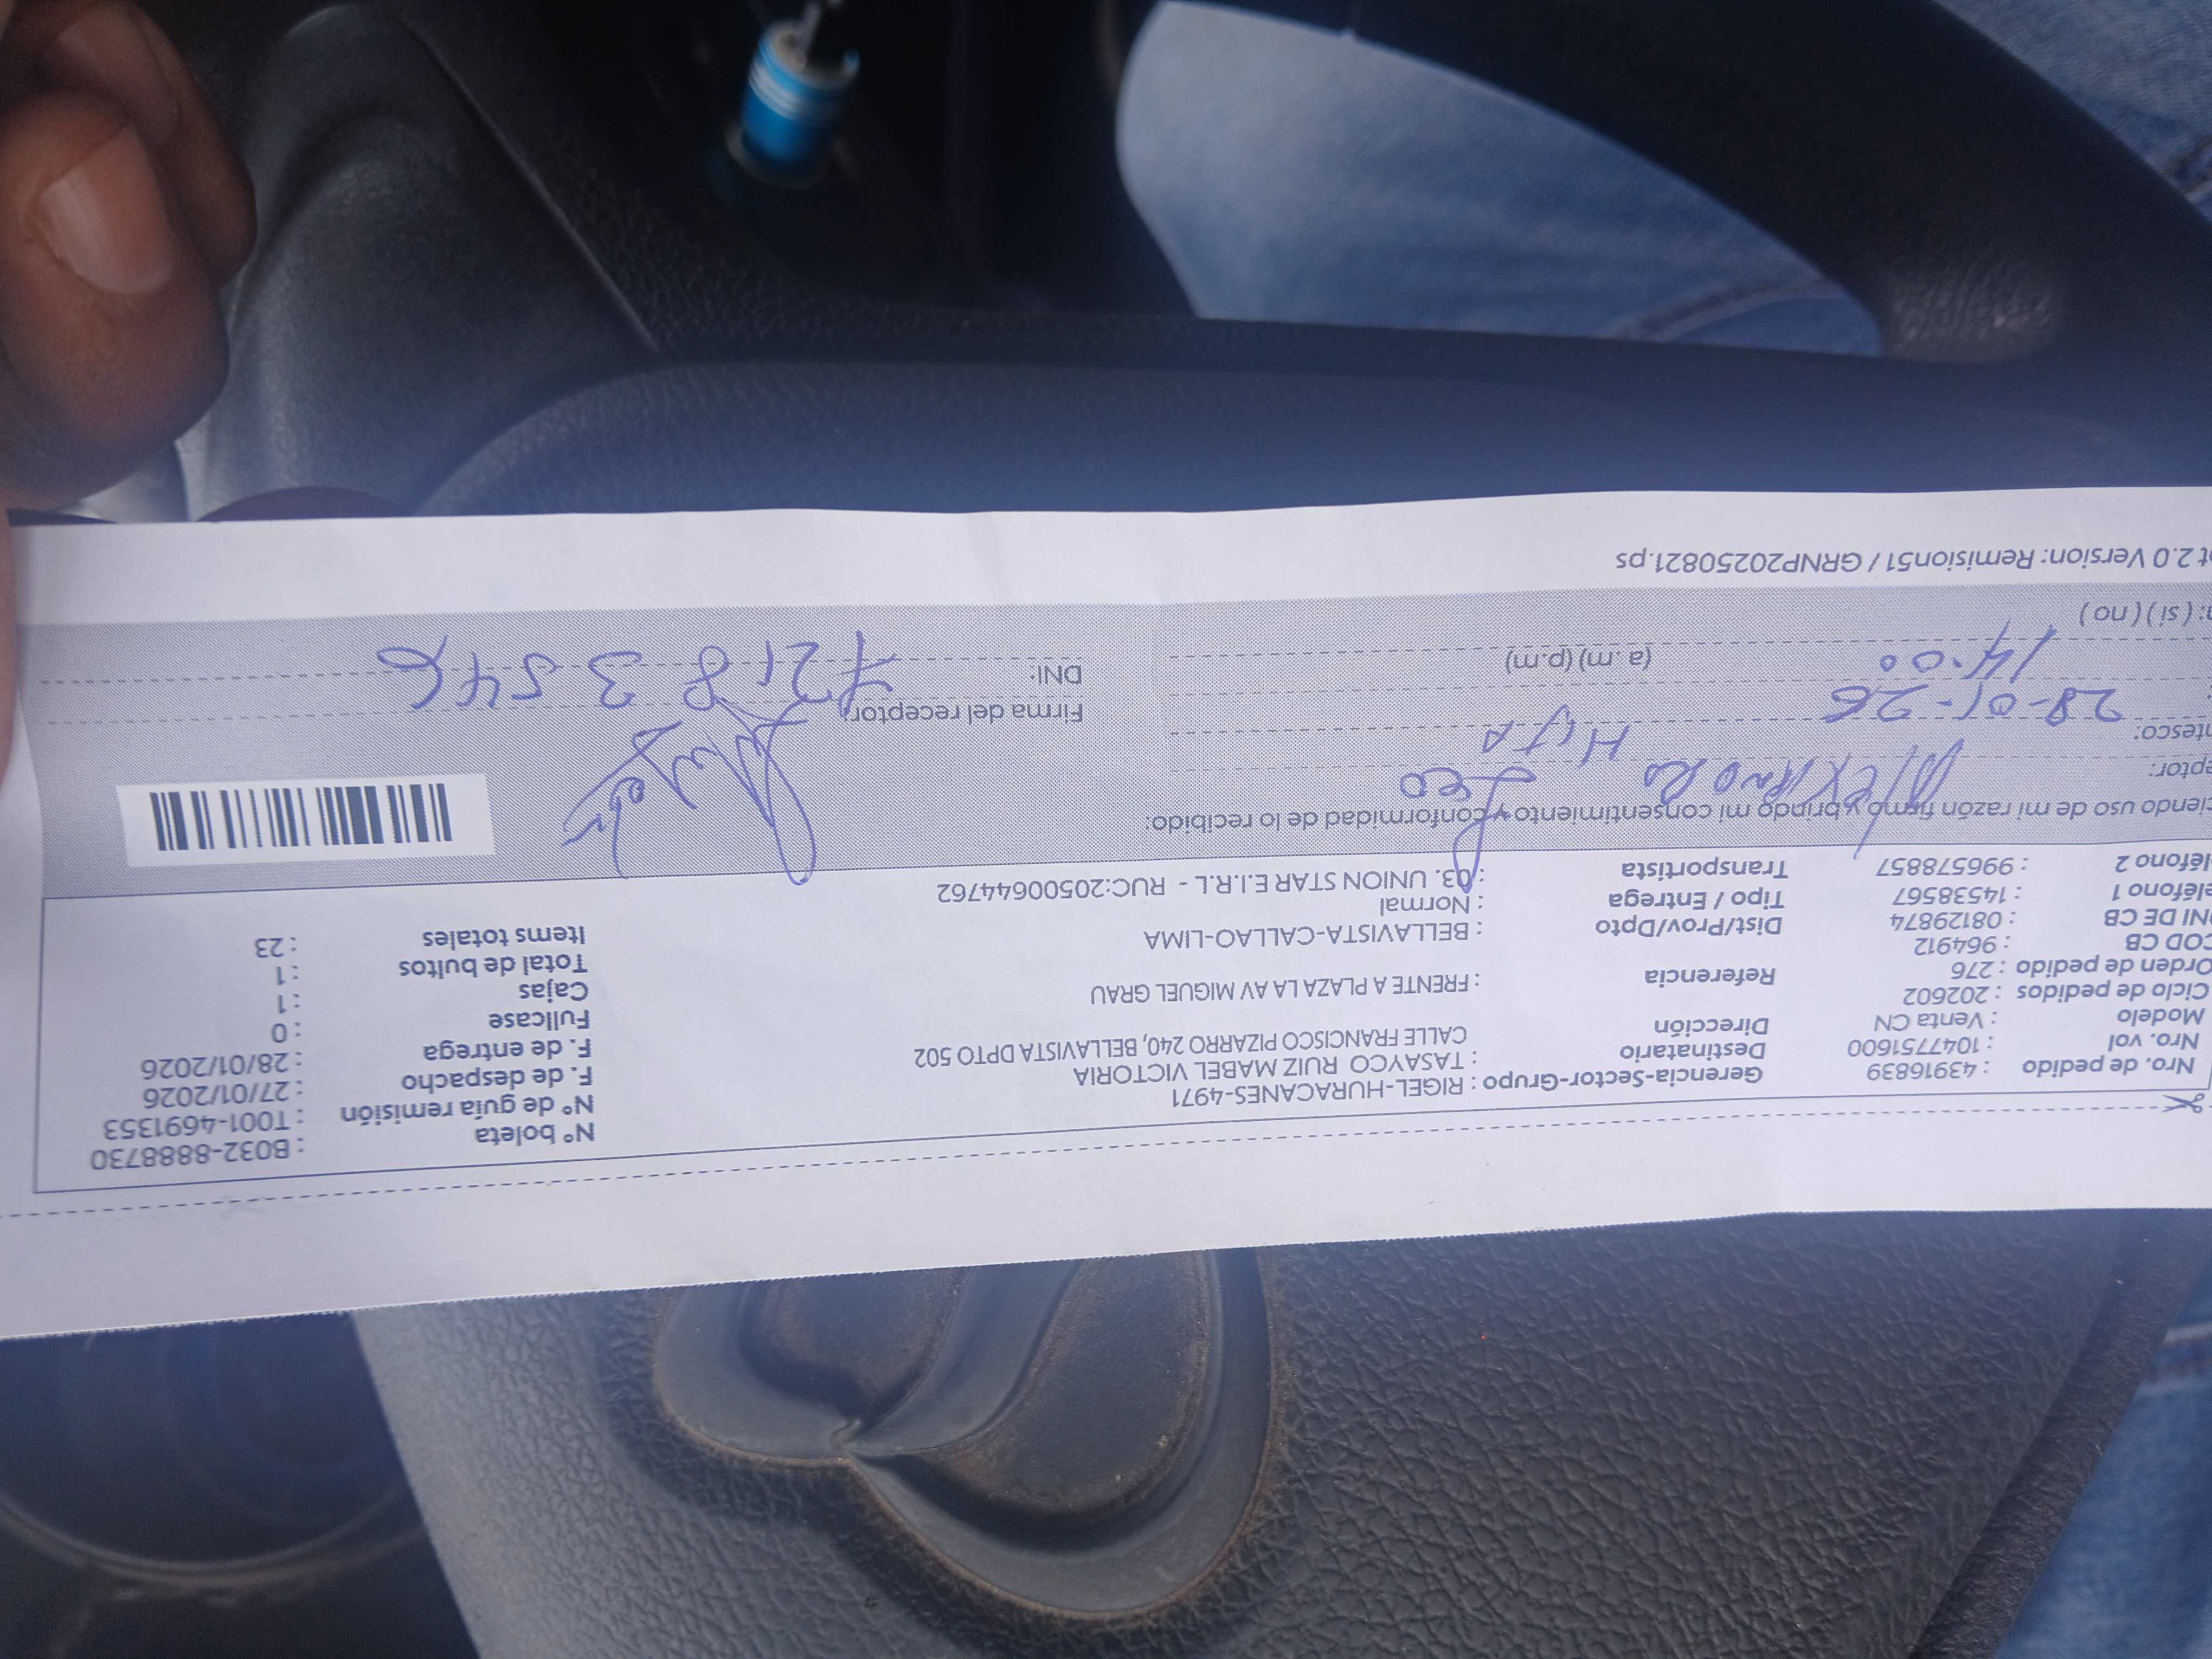 Nro. de pedido : 43916839 Gerencia-Sector-Grupo : RIGEL-HURACANES-4971 N° boleta : B032-8888730
Nro. vol : 1047751600 Destinatario : TASAYCO RUIZ MABEL VICTORIA N° de guía remisión : T001-4691353
Modelo : Venta CN Dirección CALLE FRANCISCO PIZARRO 240, BELLAVISTA DPTO 502 F. de despacho : 27/01/2026
Ciclo de pedidos : 202602 F. de entrega : 28/01/2026
Orden de pedido : 276 Referencia : FRENTE A PLAZA LA AV MIGUEL GRAU Fullcase : 0
COD CB : 964912 Cajas : 1
DNI DE CB : 08129874 Dist/Prov/Dpto : BELLAVISTA-CALLAO-LIMA Total de bultos : 1
eléfono 1 : 14538567 Tipo / Entrega : Normal Items totales : 23
eléfono 2 : 996578857 Transportista : 03. UNION STAR E.I.R.L - RUC:20500644762
ciendo uso de mi razón firmo y brindo mi consentimiento y conformidad de lo recibido:
eptor:
ntesco: HIJA
28-01-26 Firma del receptor:
14.00 (a.m) (p.m) DNI: 72183546
: ( si ) ( no )
t 2.0 Version: Remision51 / GRNP20250821.ps